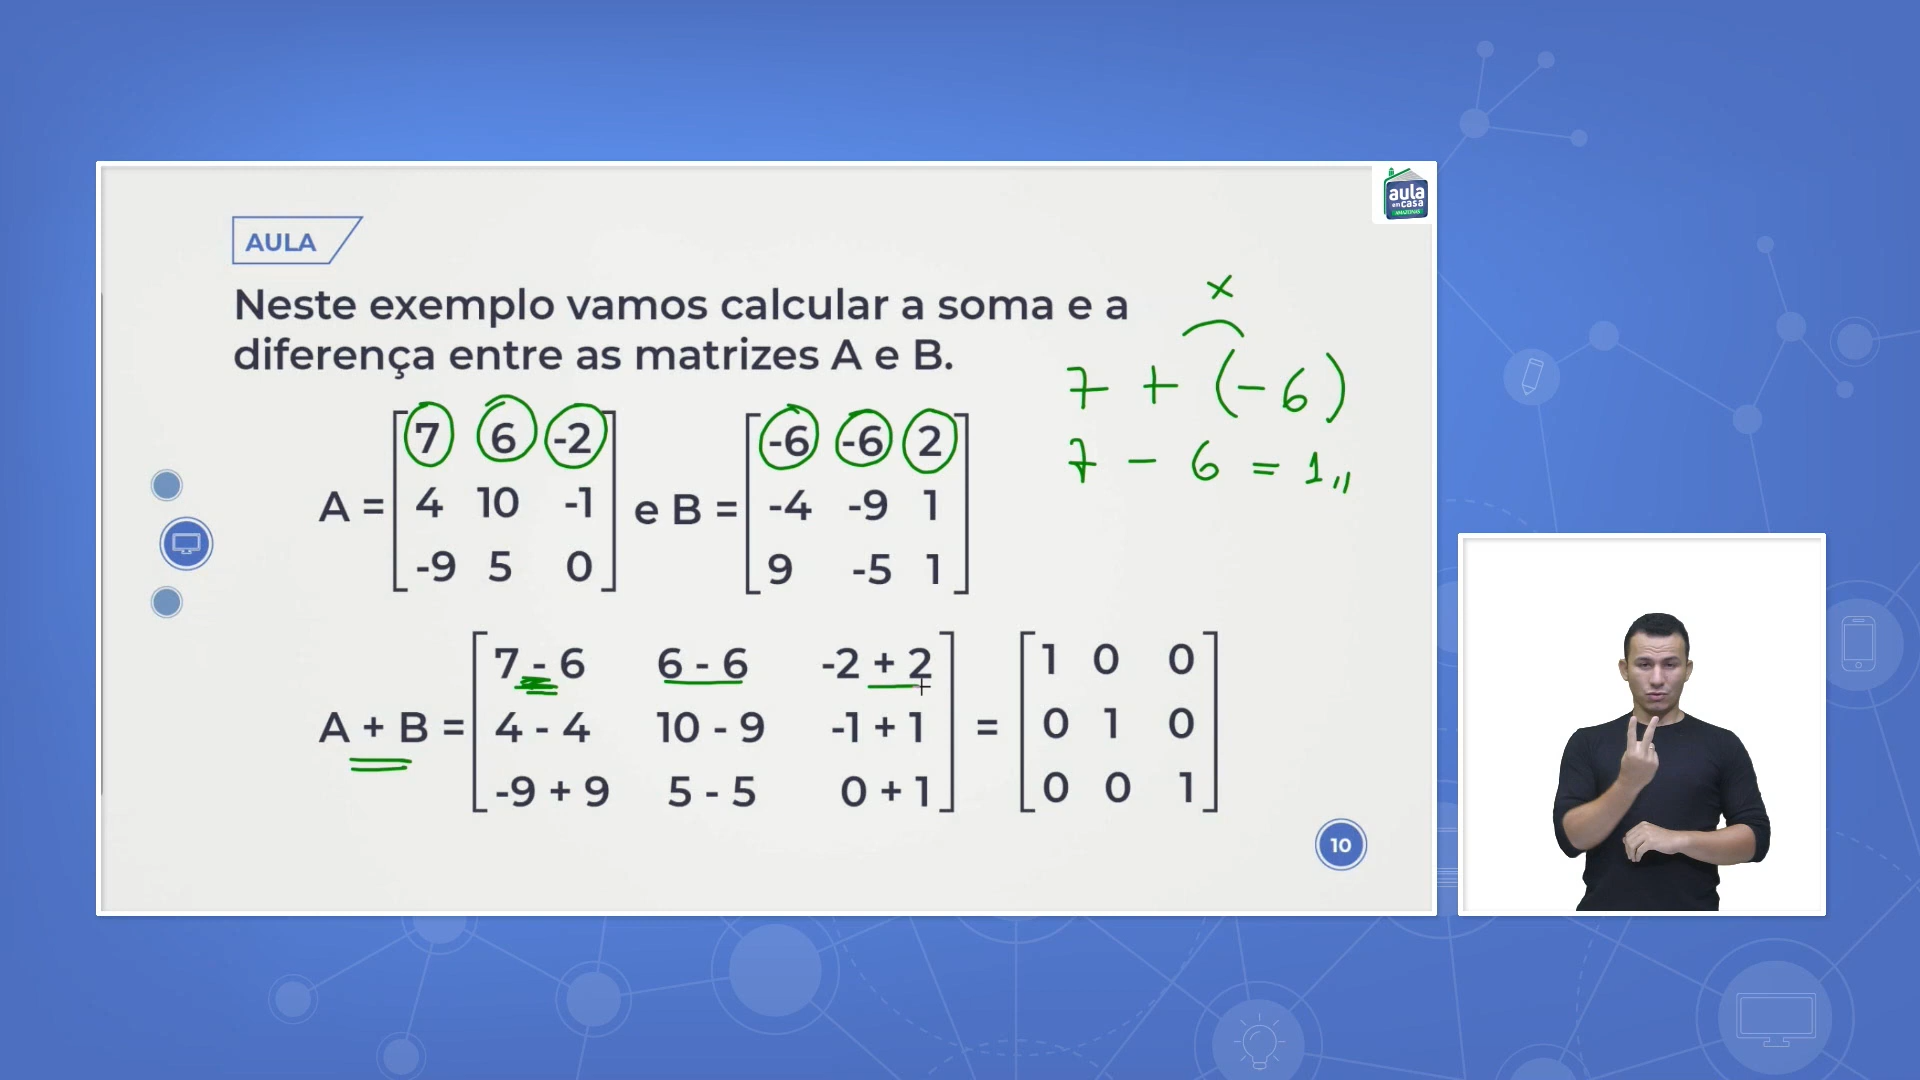 aula
em casa
AMAZONAS
AULA
Neste exemplo vamos calcular a soma e a
diferença entre as matrizes A e B.
x
7 + (-6)
7 - 6 = 1,,
7 6 -2
A = 4 10 -1
-9 5 0
-6 -6 2
e B = -4 -9 1
9 -5 1
7 - 6 6 - 6 -2 + 2
A + B = 4 - 4 10 - 9 -1 + 1 =
-9 + 9 5 - 5 0 + 1
1 0 0
0 1 0
0 0 1
10